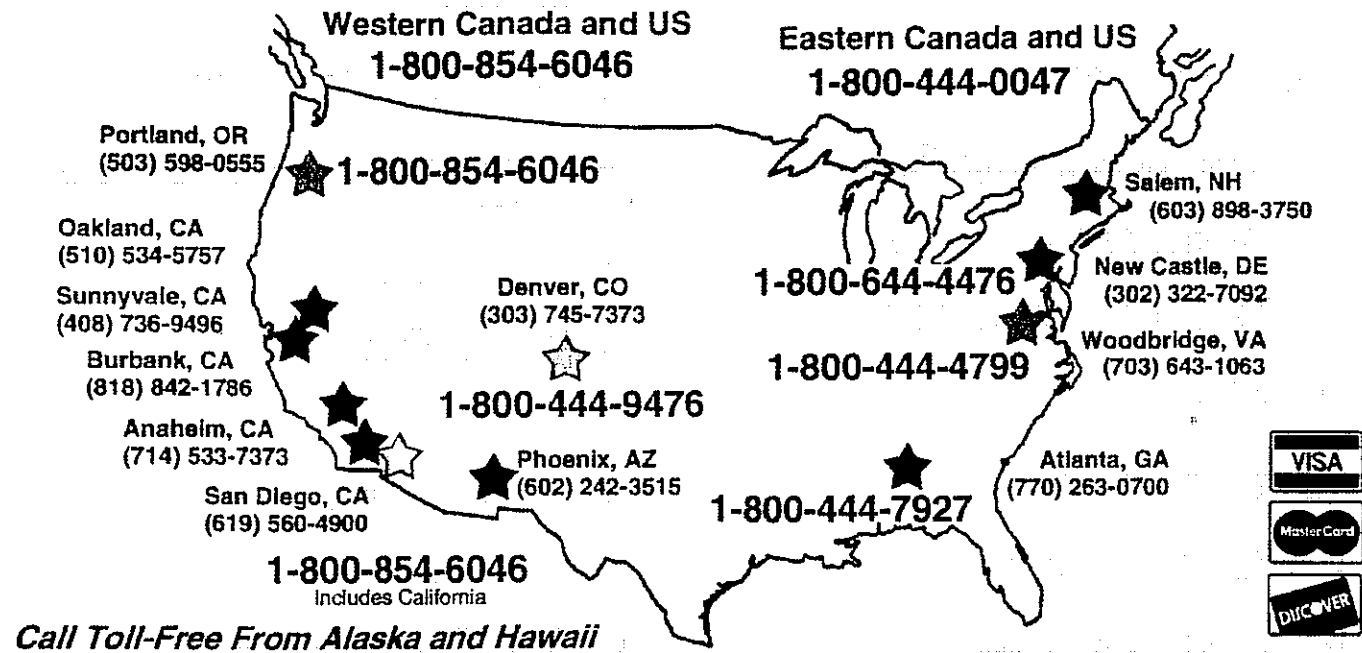 Western Canada and US
1-800-854-6046
Eastern Canada and US
1-800-444-0047
Portland, OR
(503) 598-0555
1-800-854-6046
Oakland, CA
(510) 534-5757
Sunnyvale, CA
(408) 736-9496
Burbank, CA
(818) 842-1786
Anaheim, CA
(714) 533-7373
San Diego, CA
(619) 560-4900
1-800-854-6046
Includes California
Denver, CO
(303) 745-7373
1-800-444-9476
Phoenix, AZ
(602) 242-3515
Salem, NH
(603) 898-3750
1-800-644-4476
New Castle, DE
(302) 322-7092
1-800-444-4799
Woodbridge, VA
(703) 643-1063
Atlanta, GA
(770) 263-0700
1-800-444-7927
VISA
MasterCard
DISCOVER
Call Toll-Free From Alaska and Hawaii